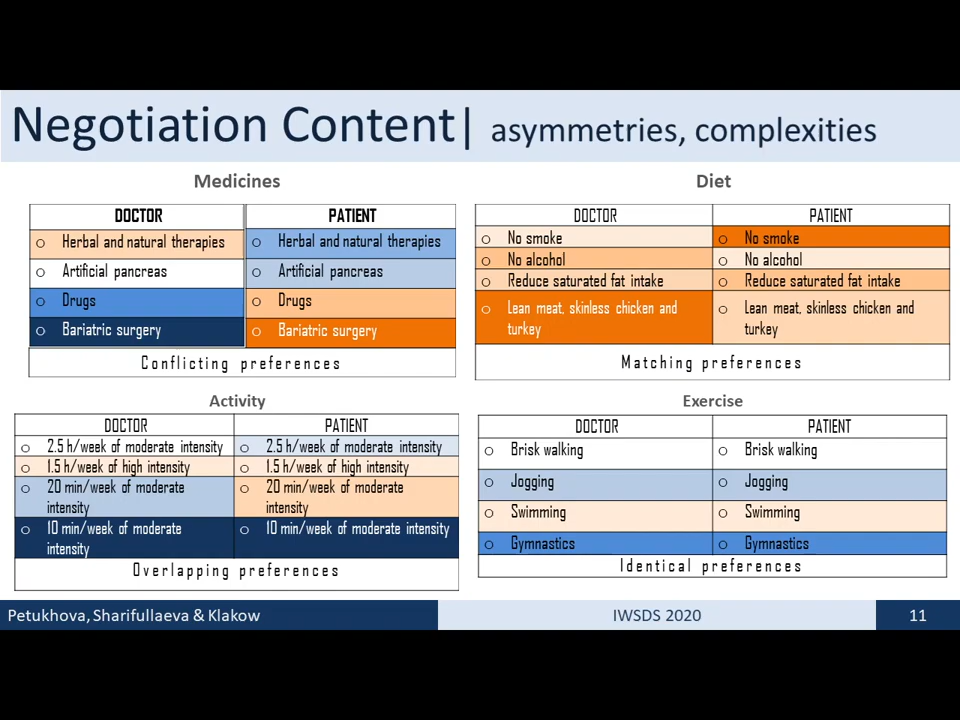 Negotiation Content| asymmetries, complexities
Medicines
DOCTOR PATIENT
o Herbal and natural therapies o Herbal and natural therapies
o Artificial pancreas o Artificial pancreas
o Drugs o Drugs
o Bariatric surgery o Bariatric surgery
Conflicting preferences
Diet
DOCTOR PATIENT
o No smoke o No smoke
o No alcohol o No alcohol
o Reduce saturated fat intake o Reduce saturated fat intake
o Lean meat, skinless chicken and o Lean meat, skinless chicken and
turkey turkey
Matching preferences
Activity
DOCTOR PATIENT
o 2.5 h/week of moderate intensity o 2.5 h/week of moderate intensity
o 1.5 h/week of high intensity o 1.5 h/week of high intensity
o 20 min/week of moderate o 20 min/week of moderate
intensity intensity
o 10 min/week of moderate o 10 min/week of moderate intensity
intensity
Overlapping preferences
Exercise
DOCTOR PATIENT
o Brisk walking o Brisk walking
o Jogging o Jogging
o Swimming o Swimming
o Gymnastics o Gymnastics
Identical preferences
Petukhova, Sharifullaeva & Klakow IWSDS 2020 11